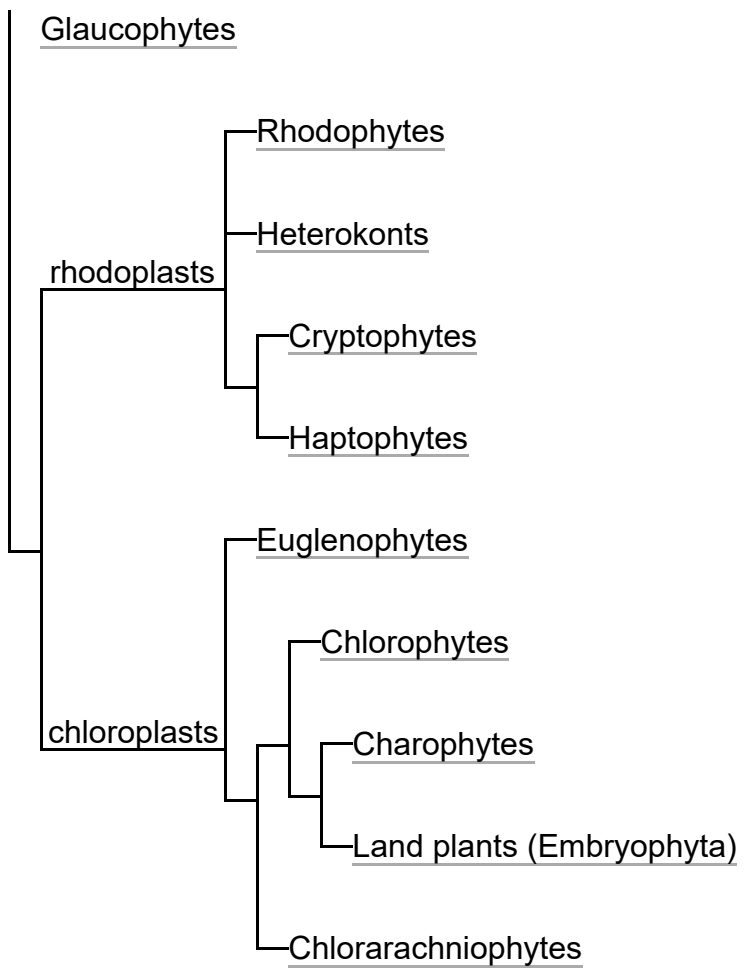 Glaucophytes
Rhodophytes
Heterokonts
rhodoplasts
Cryptophytes
Haptophytes
Euglenophytes
Chlorophytes
chloroplasts
Charophytes
Land plants (Embryophyta)
Chlorarachniophytes